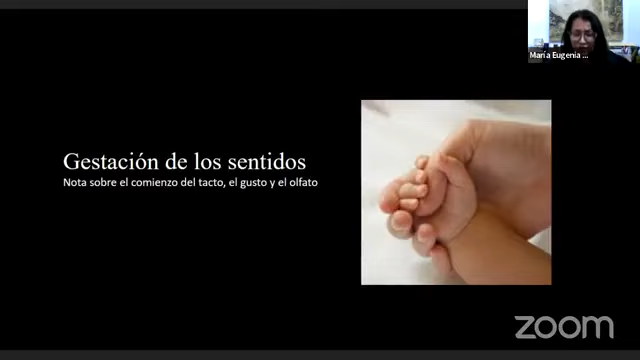 María Eugenia ...
Gestación de los sentidos
Nota sobre el comienzo del tacto, el gusto y el olfato
zoom